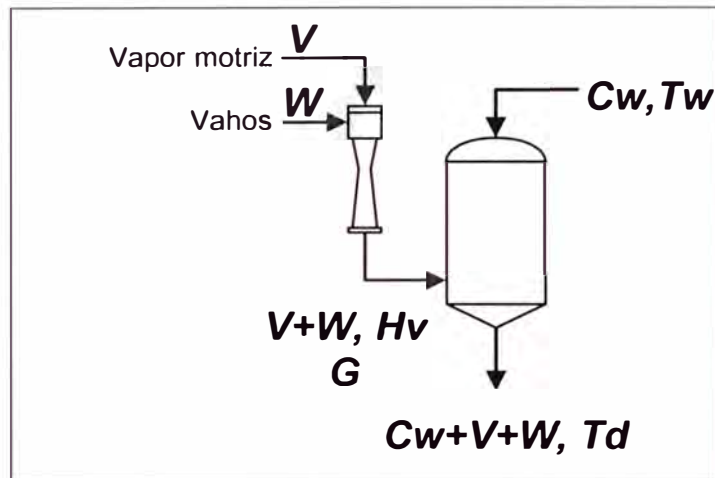 Vapor motriz V
Vahos W
Cw, Tw
V+W, Hv
G
Cw+V+W, Td